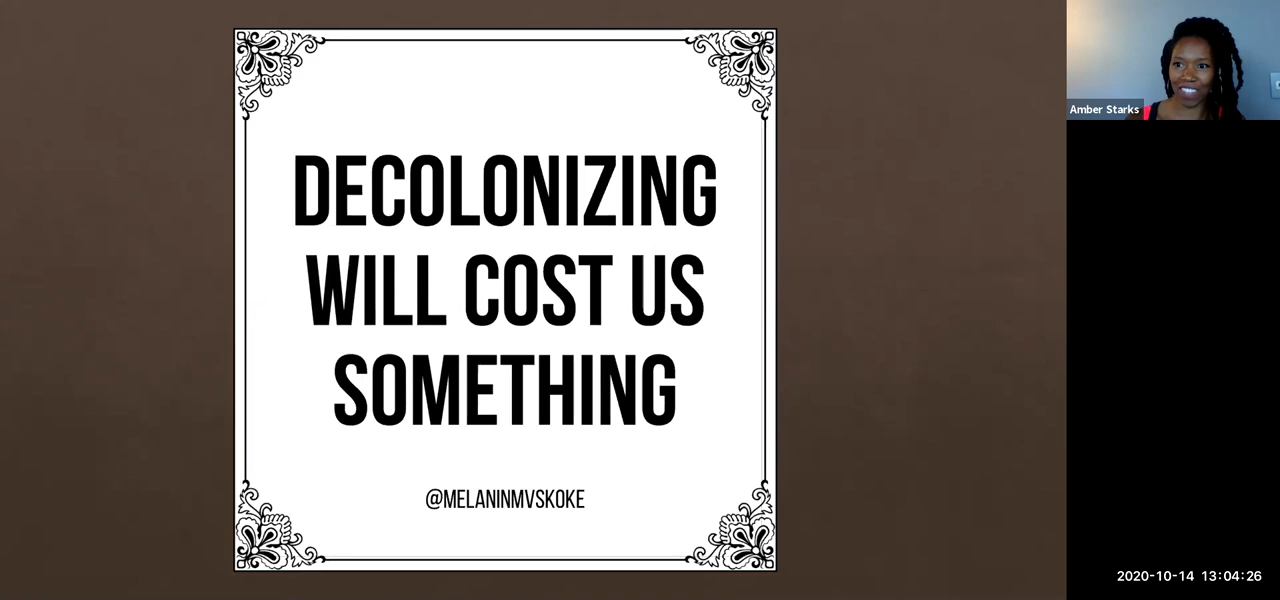 DECOLONIZING
WILL COST US
SOMETHING
@MELANINMVSKOKE
Amber Starks
2020-10-14 13:04:26